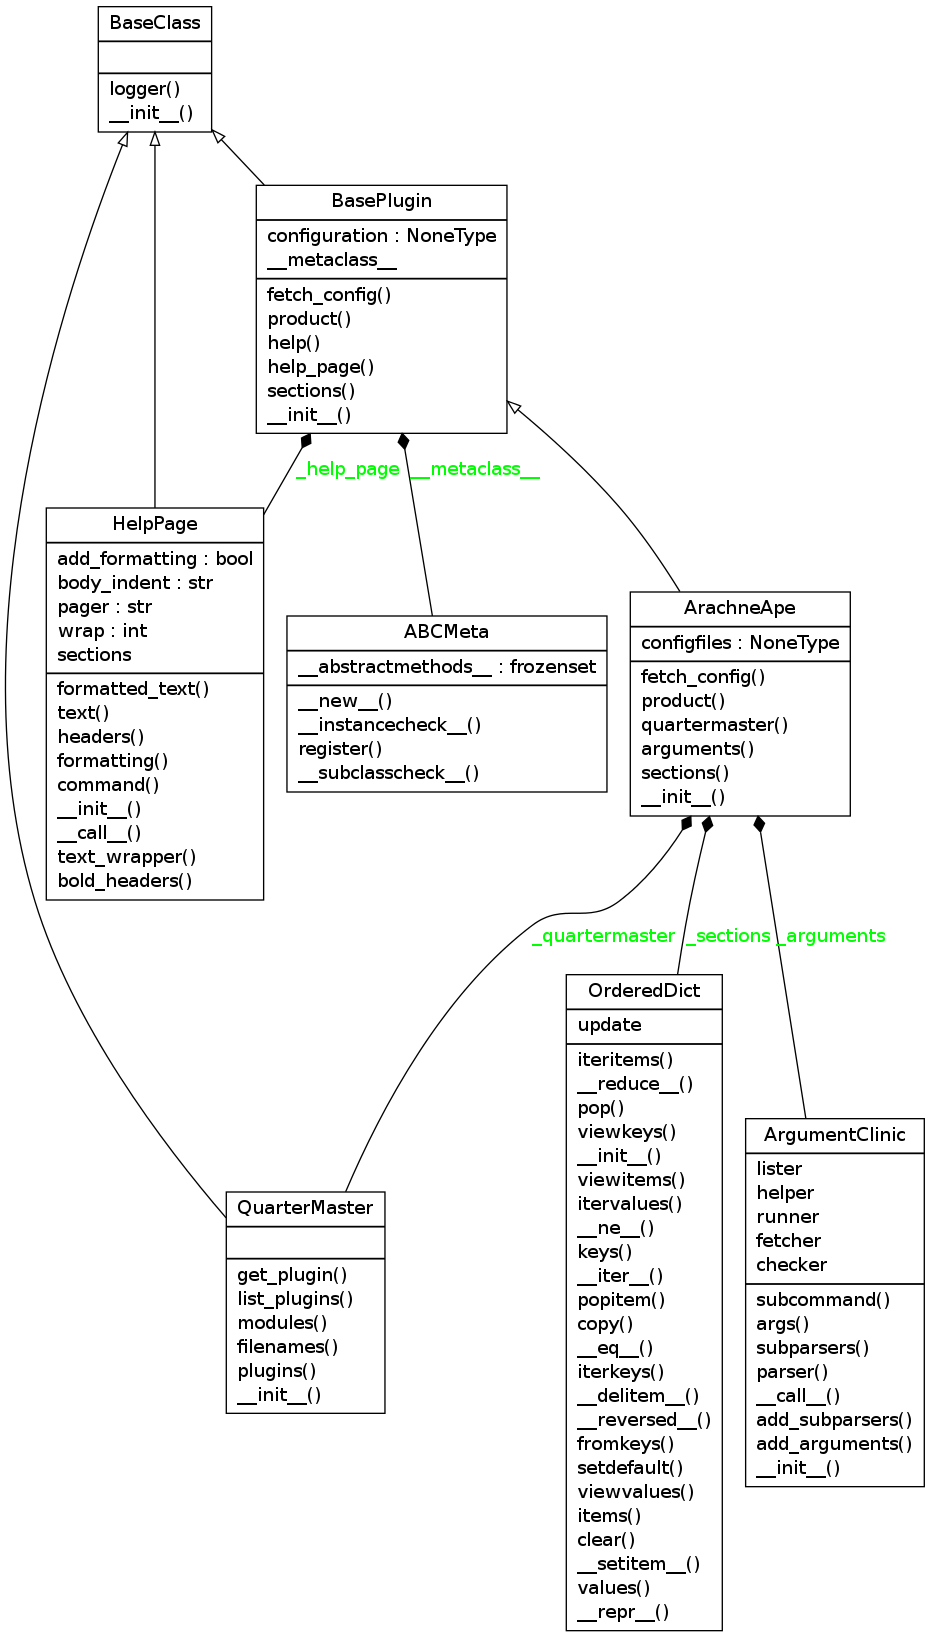 BaseClass
logger()
__init__()
BasePlugin
configuration : NoneType
__metaclass__
fetch_config()
product()
help()
help_page()
sections()
__init__()
_help_page
__metaclass__
HelpPage
add_formatting : bool
body_indent : str
pager : str
wrap : int
sections
formatted_text()
text()
headers()
formatting()
command()
__init__()
__call__()
text_wrapper()
bold_headers()
ABCMeta
__abstractmethods__ : frozenset
__new__()
__instancecheck__()
register()
__subclasscheck__()
ArachneApe
configfiles : NoneType
fetch_config()
product()
quartermaster()
arguments()
sections()
__init__()
_quartermaster
_sections
_arguments
QuarterMaster
get_plugin()
list_plugins()
modules()
filenames()
plugins()
__init__()
OrderedDict
update
iteritems()
__reduce__()
pop()
viewkeys()
__init__()
viewitems()
itervalues()
__ne__()
keys()
__iter__()
popitem()
copy()
__eq__()
iterkeys()
__delitem__()
__reversed__()
fromkeys()
setdefault()
viewvalues()
items()
clear()
__setitem__()
values()
__repr__()
ArgumentClinic
lister
helper
runner
fetcher
checker
subcommand()
args()
subparsers()
parser()
__call__()
add_subparsers()
add_arguments()
__init__()